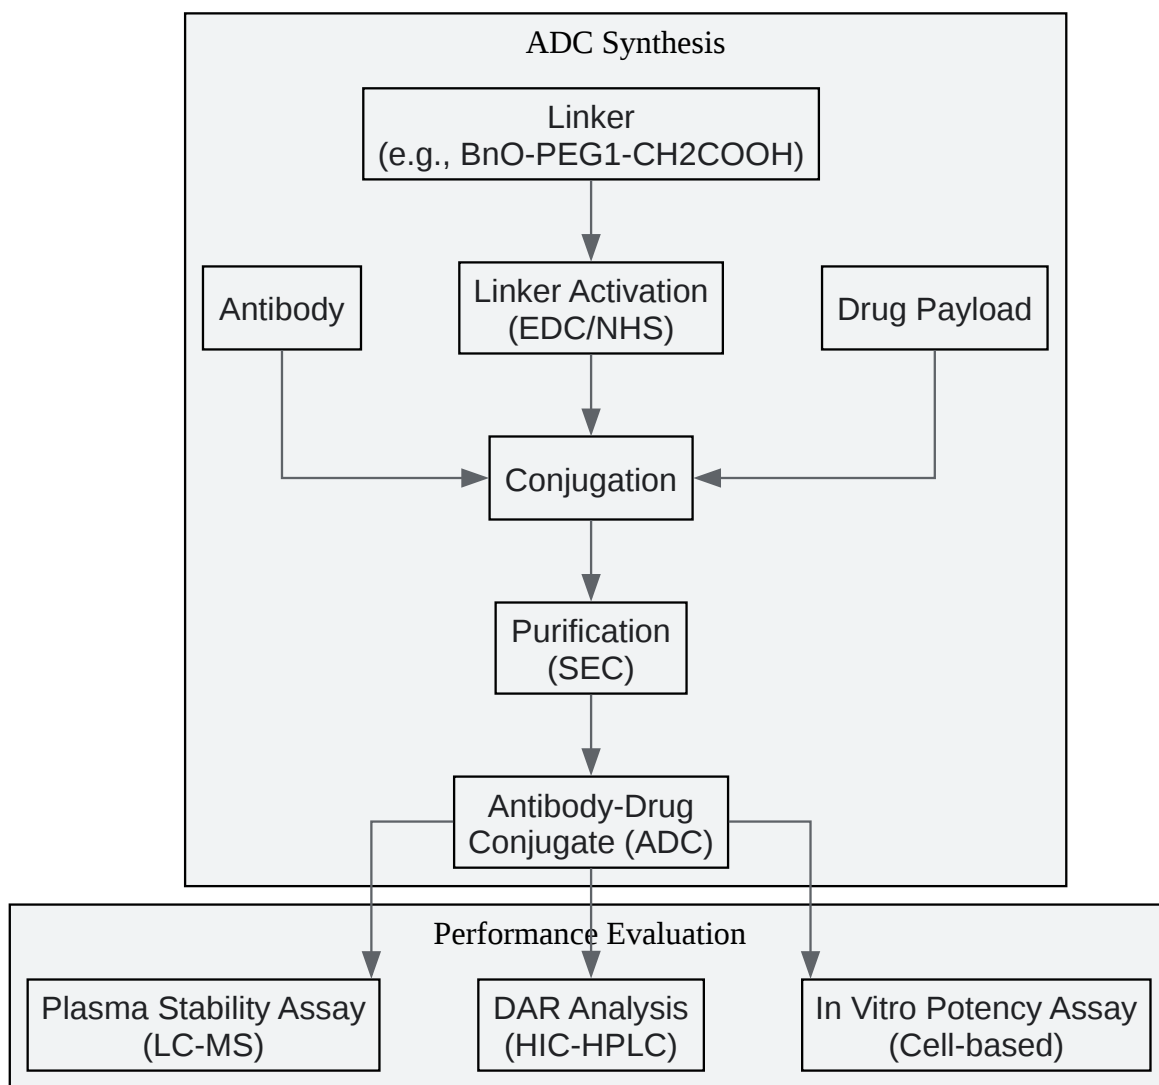 ADC Synthesis
Linker
(e.g., BnO-PEG1-CH2COOH)
Antibody
Linker Activation
(EDC/NHS)
Drug Payload
Conjugation
Purification
(SEC)
Antibody-Drug
Conjugate (ADC)
Performance Evaluation
Plasma Stability Assay
(LC-MS)
DAR Analysis
(HIC-HPLC)
In Vitro Potency Assay
(Cell-based)